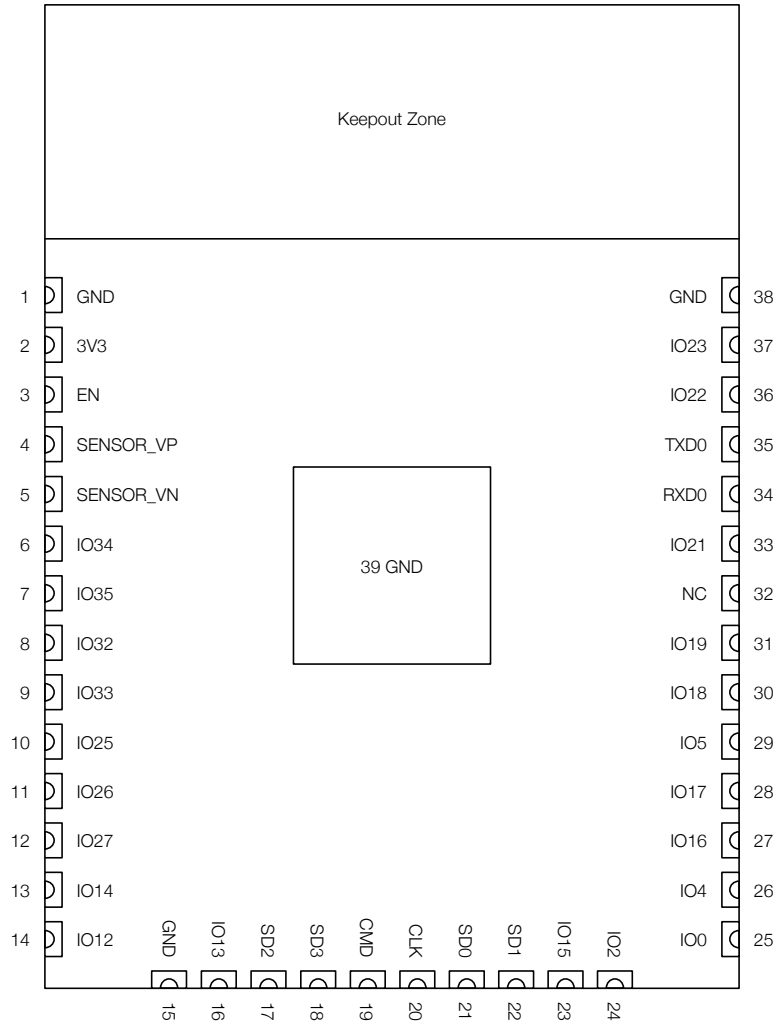 Keepout Zone
1 GND
2 3V3
3 EN
4 SENSOR_VP
5 SENSOR_VN
6 IO34
7 IO35
8 IO32
9 IO33
10 IO25
11 IO26
12 IO27
13 IO14
14 IO12
39 GND
GND 15
IO13 16
SD2 17
SD3 18
CMD 19
CLK 20
SD0 21
SD1 22
IO15 23
IO2 24
GND 38
IO23 37
IO22 36
TXD0 35
RXD0 34
IO21 33
NC 32
IO19 31
IO18 30
IO5 29
IO17 28
IO16 27
IO4 26
IO0 25